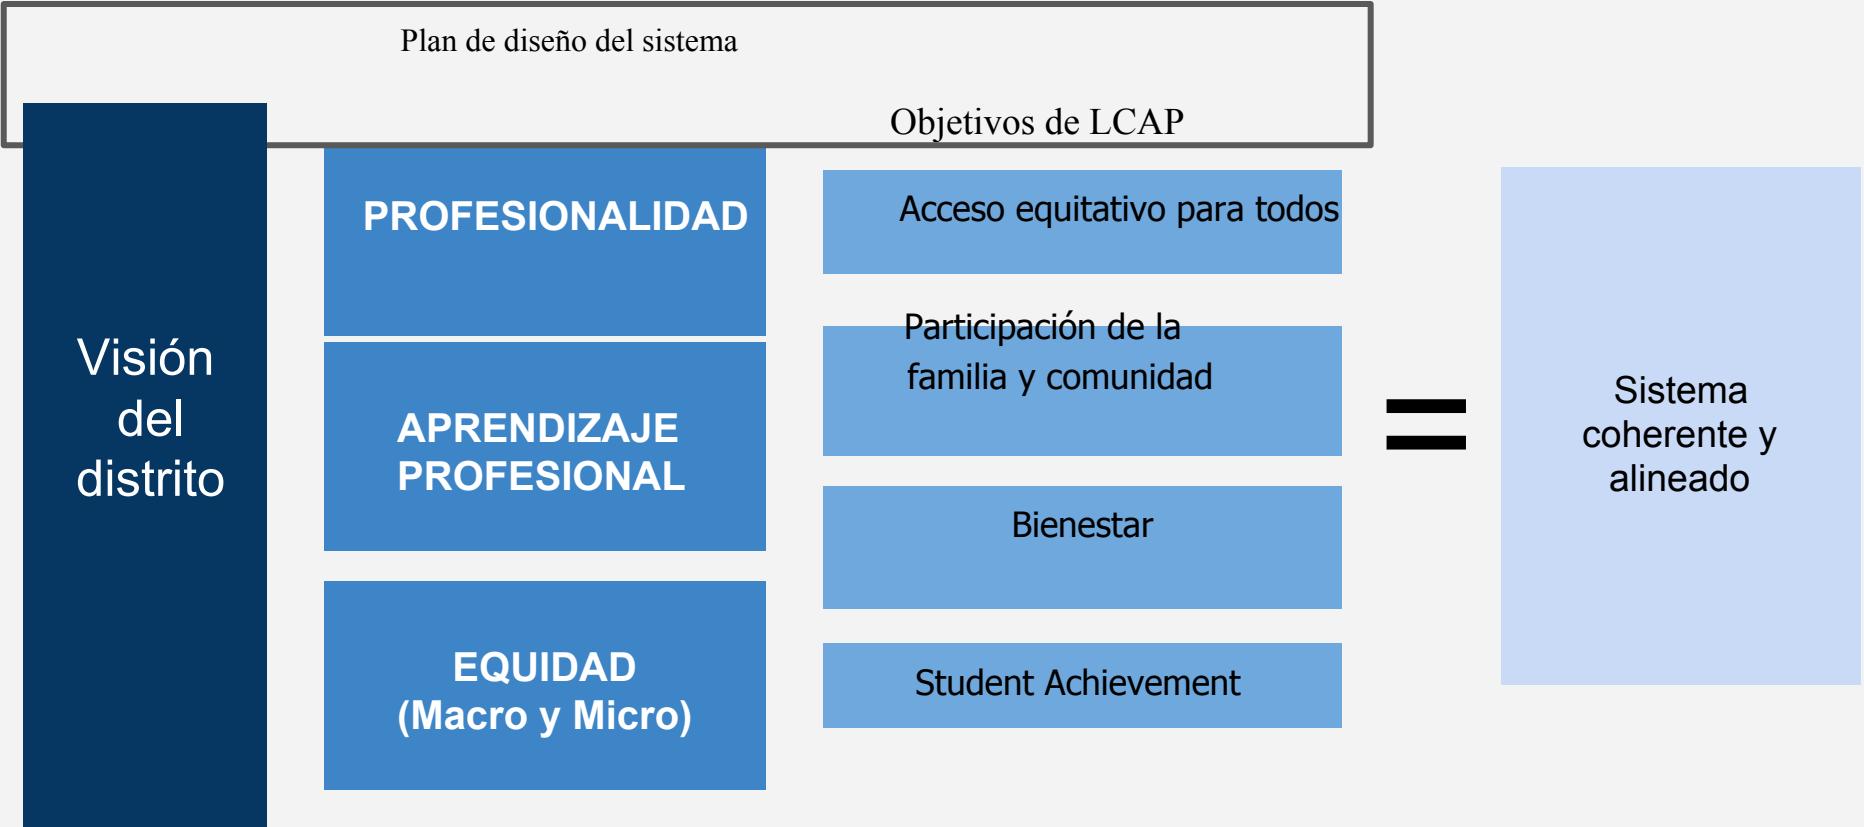 Plan de diseño del sistema
Objetivos de LCAP
Visión
del
distrito
PROFESIONALIDAD
APRENDIZAJE
PROFESIONAL
EQUIDAD
(Macro y Micro)
Acceso equitativo para todos
Participación de la
familia y comunidad
Bienestar
Student Achievement
=
Sistema
coherente y
alineado